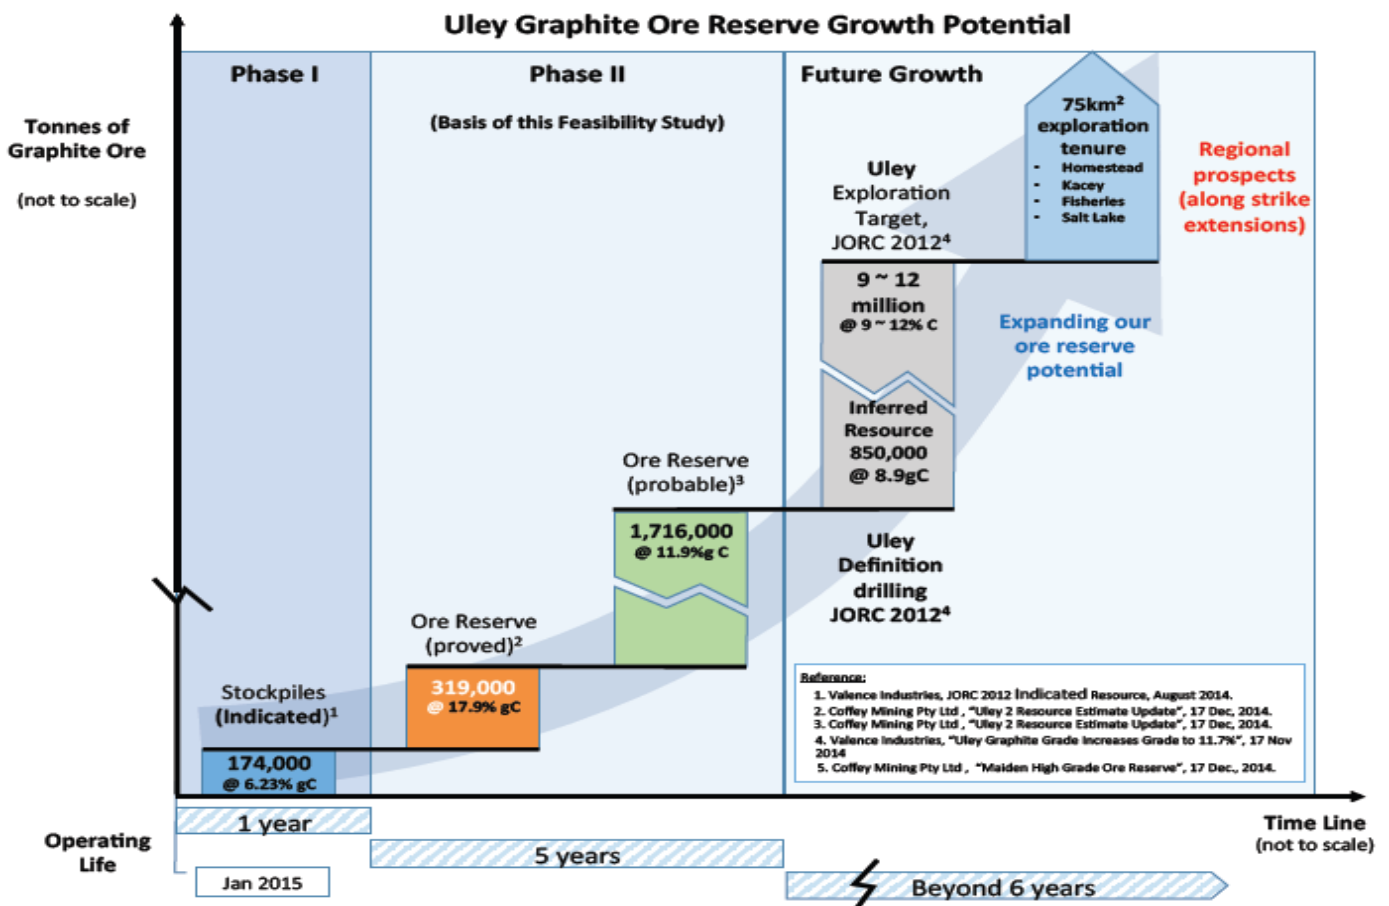 Uley Graphite Ore Reserve Growth Potential
Phase I
Phase II
Future Growth
(Basis of this Feasibility Study)
Tonnes of
Graphite Ore
(not to scale)
75km²
exploration
tenure
- Homestead
- Kacey
- Fisheries
- Salt Lake
Regional
prospects
(along strike
extensions)
Uley
Exploration
Target,
JORC 2012⁴
9 ~ 12
million
@ 9 ~ 12% C
Expanding our
ore reserve
potential
Inferred
Resource
850,000
@ 8.9gC
Ore Reserve
(probable)³
1,716,000
@ 11.9%g C
Uley
Definition
drilling
JORC 2012⁴
Ore Reserve
(proved)²
319,000
@ 17.9% gC
Stockpiles
(Indicated)¹
174,000
@ 6.23% gC
Reference:
1. Valence Industries, JORC 2012 Indicated Resource, August 2014.
2. Coffey Mining Pty Ltd , “Uley 2 Resource Estimate Update”, 17 Dec, 2014.
3. Coffey Mining Pty Ltd , “Uley 2 Resource Estimate Update”, 17 Dec, 2014.
4. Valence Industries, “Uley Graphite Grade Increases Grade to 11.7%”, 17 Nov
2014
5. Coffey Mining Pty Ltd , “Maiden High Grade Ore Reserve”, 17 Dec., 2014.
Operating
Life
1 year
5 years
Beyond 6 years
Jan 2015
Time Line
(not to scale)